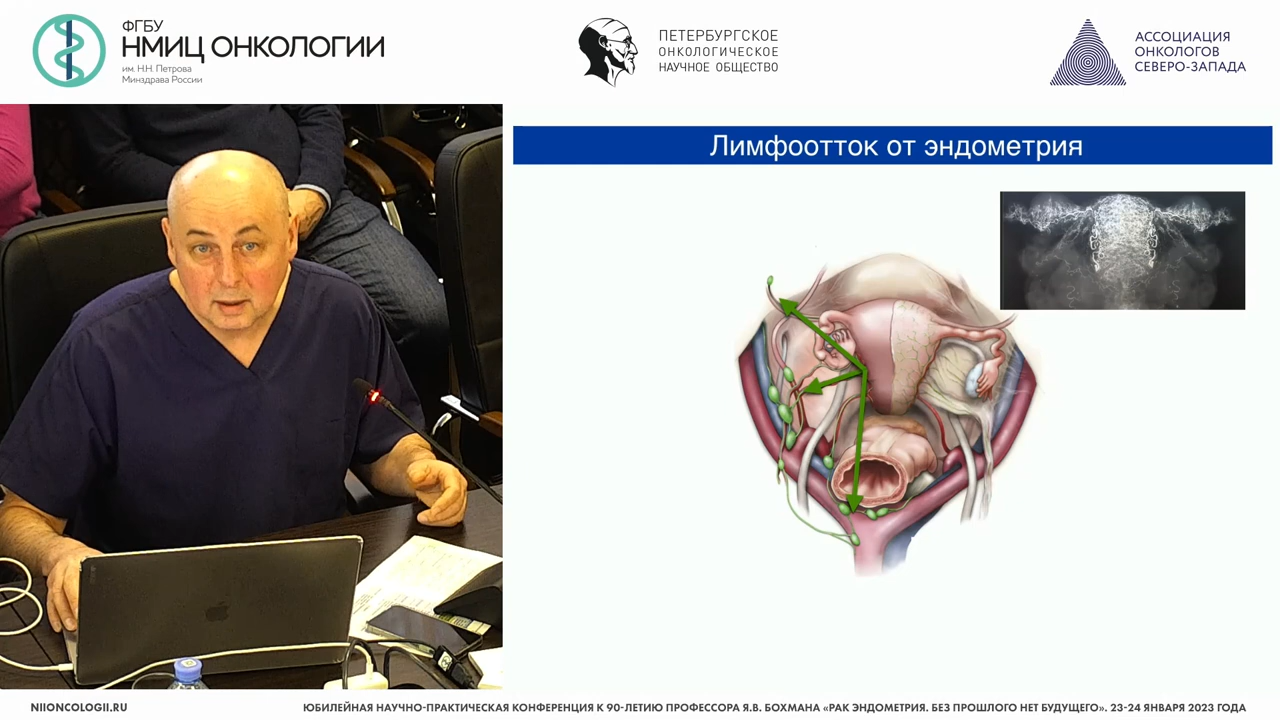 ФГБУ
НМИЦ ОНКОЛОГИИ
им. Н.Н. Петрова
Минздрава России
ПЕТЕРБУРГСКОЕ
ОНКОЛОГИЧЕСКОЕ
НАУЧНОЕ ОБЩЕСТВО
АССОЦИАЦИЯ
ОНКОЛОГОВ
СЕВЕРО-ЗАПАДА
Лимфоотток от эндометрия
NIIONCOLOGII.RU
ЮБИЛЕЙНАЯ НАУЧНО-ПРАКТИЧЕСКАЯ КОНФЕРЕНЦИЯ К 90-ЛЕТИЮ ПРОФЕССОРА Я.В. БОХМАНА «РАК ЭНДОМЕТРИЯ. БЕЗ ПРОШЛОГО НЕТ БУДУЩЕГО». 23-24 ЯНВАРЯ 2023 ГОДА